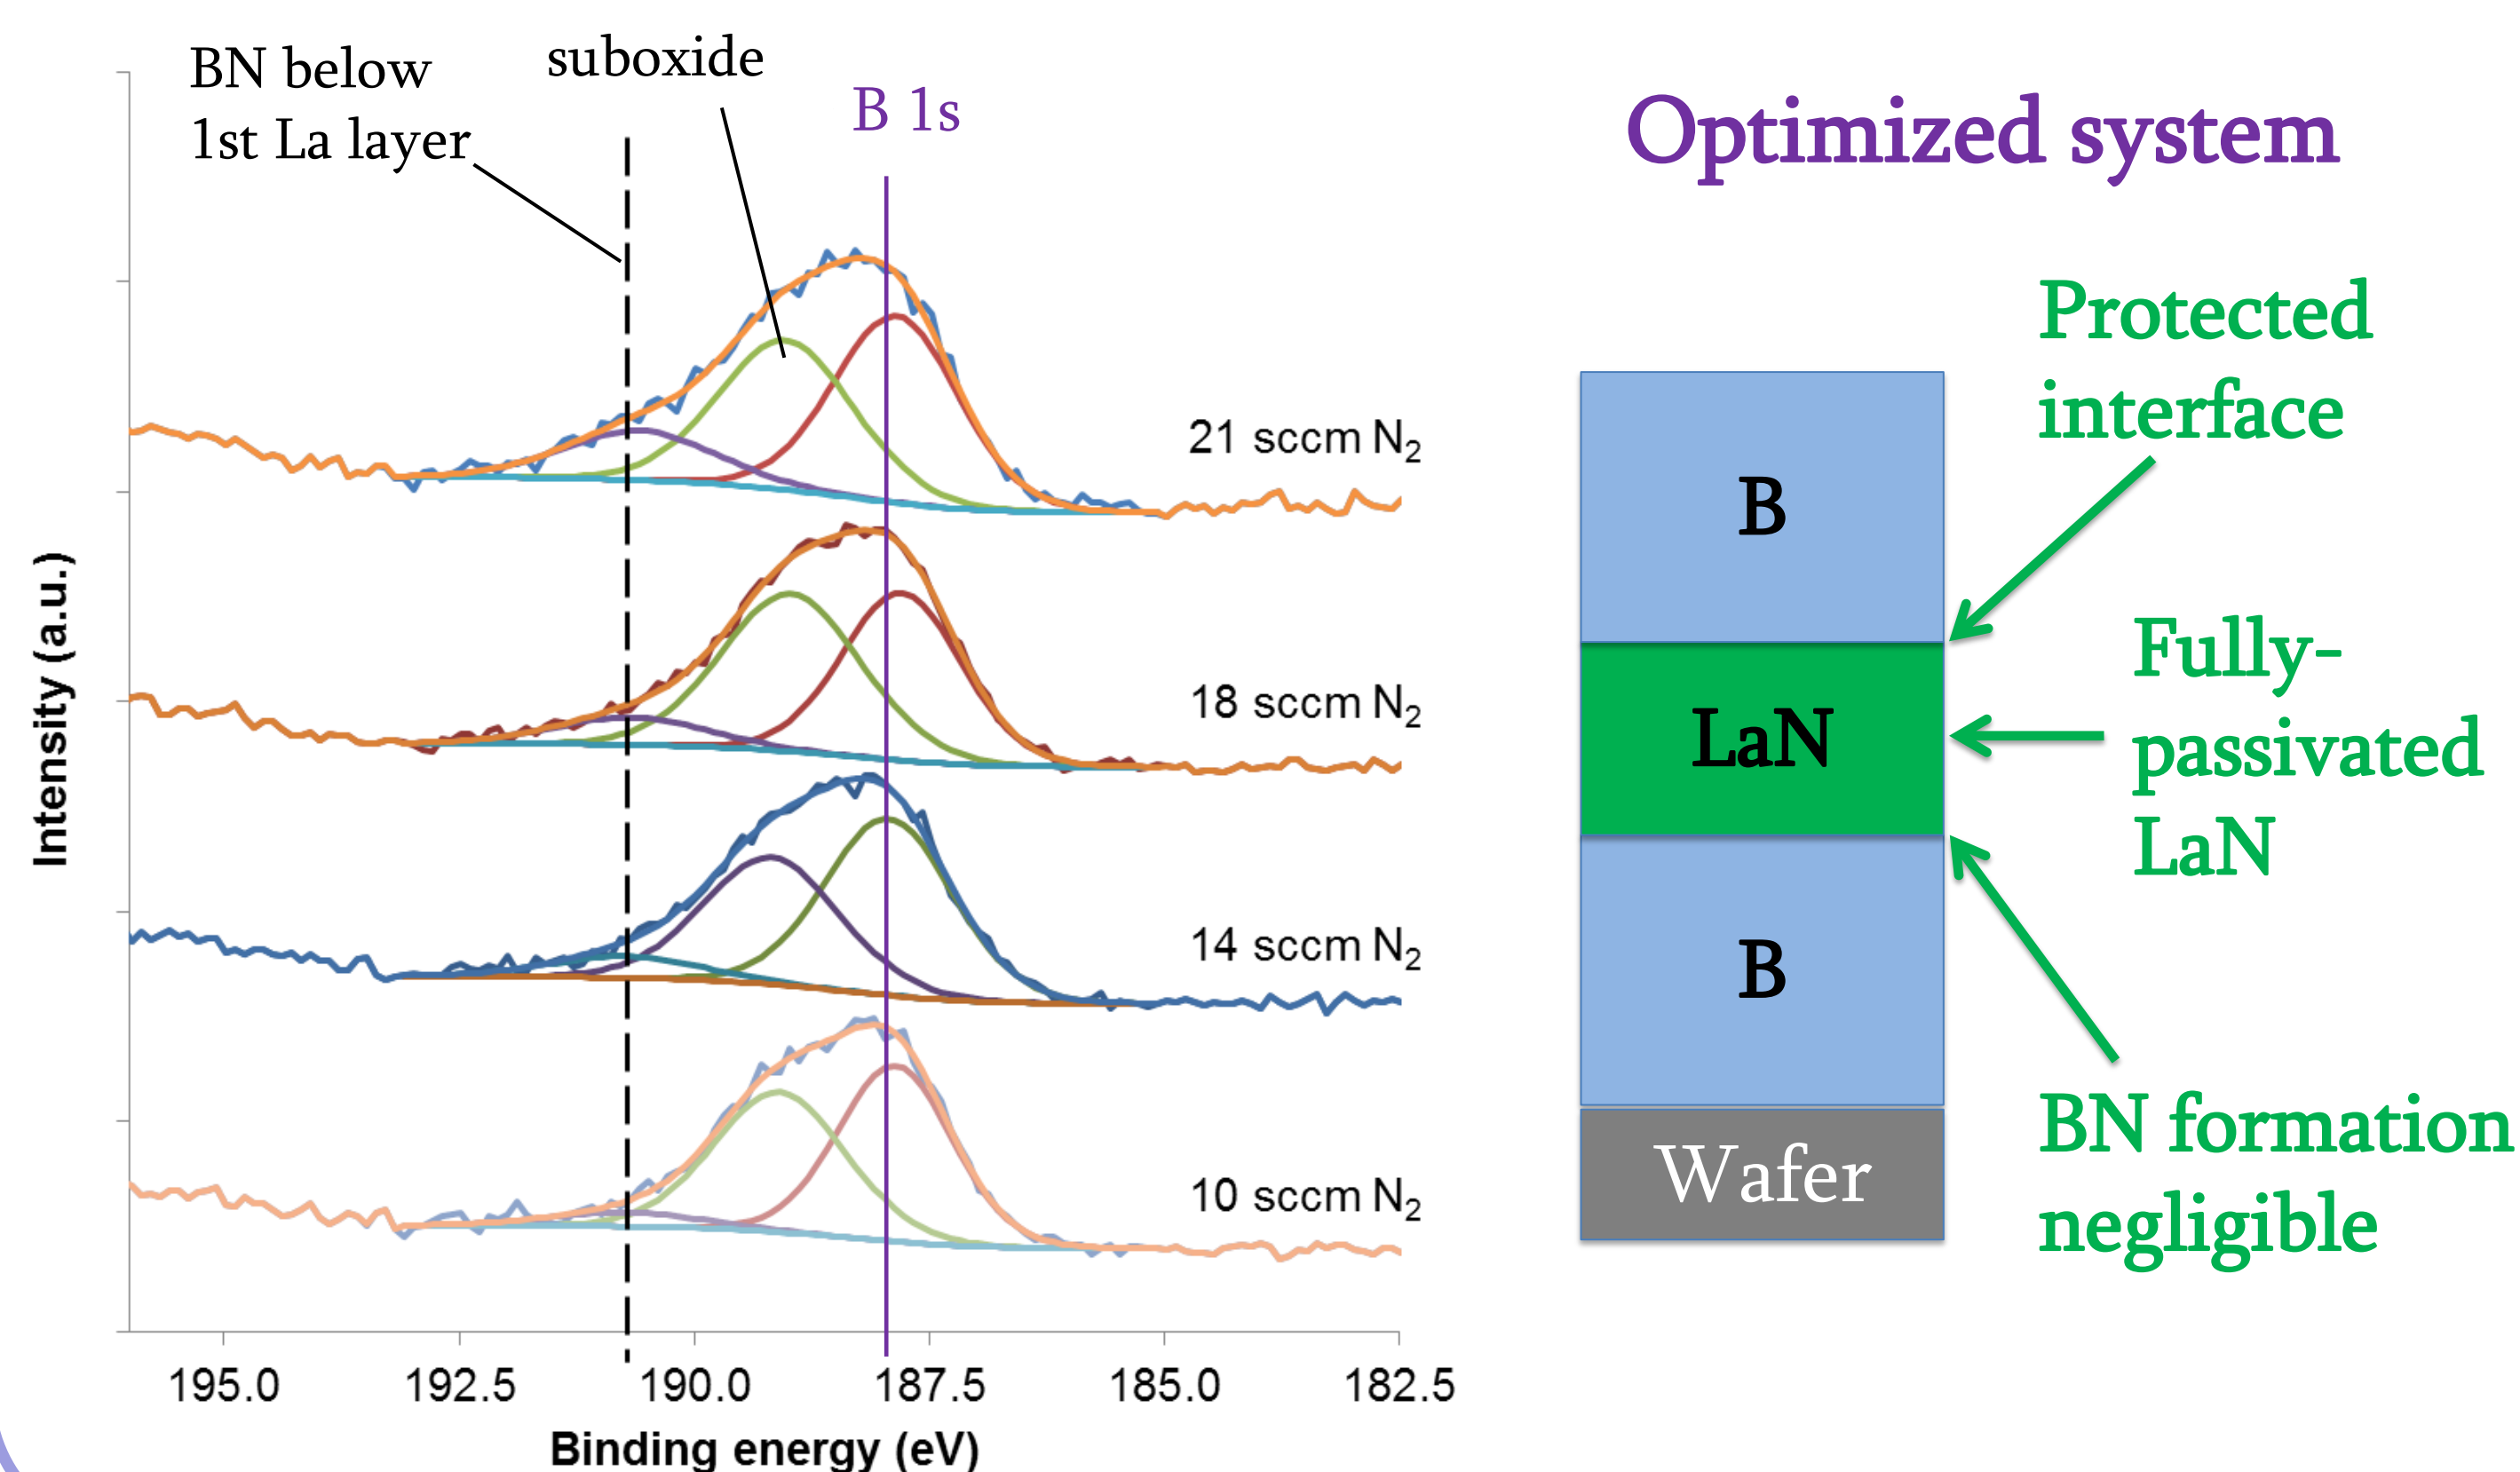 BN below
1st La layer
suboxide
B 1s
21 sccm N₂
18 sccm N₂
14 sccm N₂
10 sccm N₂
Intensity (a.u.)
195.0 192.5 190.0 187.5 185.0 182.5
Binding energy (eV)
Optimized system
Protected
interface
B
Fully-
passivated
LaN
LaN
B
BN formation
negligible
Wafer